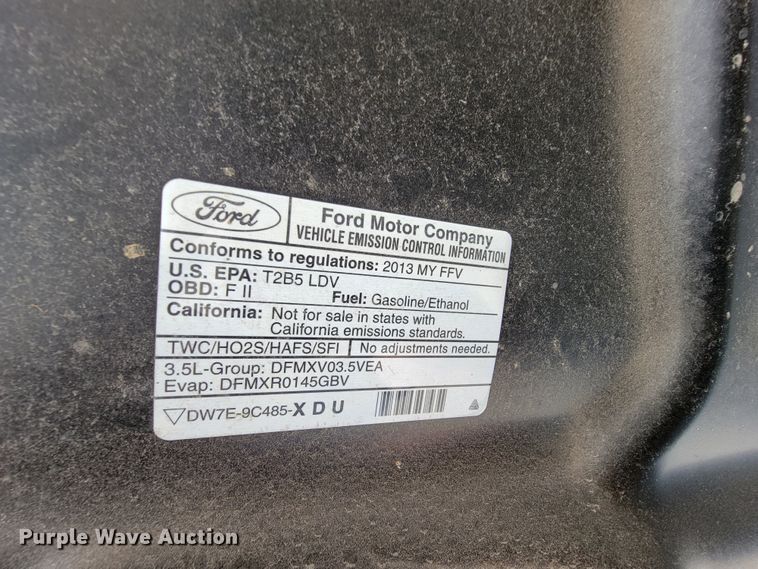 Ford
Ford Motor Company
VEHICLE EMISSION CONTROL INFORMATION
Conforms to regulations: 2013 MY FFV
U.S. EPA: T2B5 LDV
OBD: F II Fuel: Gasoline/Ethanol
California: Not for sale in states with
California emissions standards.
TWC/HO2S/HAFS/SFI No adjustments needed.
3.5L-Group: DFMXV03.5VEA
Evap: DFMXR0145GBV
DW7E-9C485-X D U
Purple Wave Auction